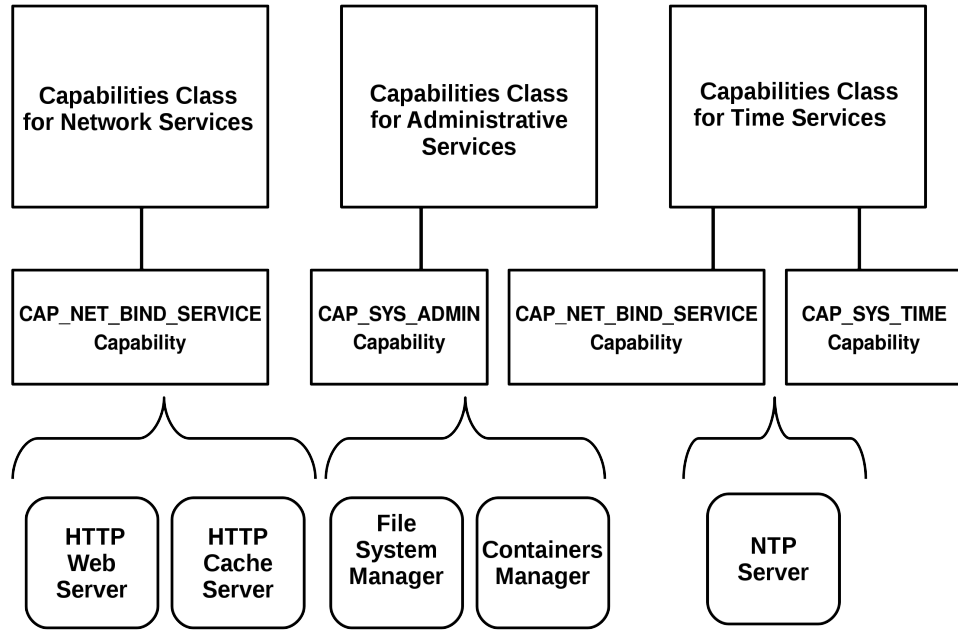 Capabilities Class
for Network Services
Capabilities Class
for Administrative
Services
Capabilities Class
for Time Services
CAP_NET_BIND_SERVICE
Capability
CAP_SYS_ADMIN
Capability
CAP_NET_BIND_SERVICE
Capability
CAP_SYS_TIME
Capability
HTTP
Web
Server
HTTP
Cache
Server
File
System
Manager
Containers
Manager
NTP
Server